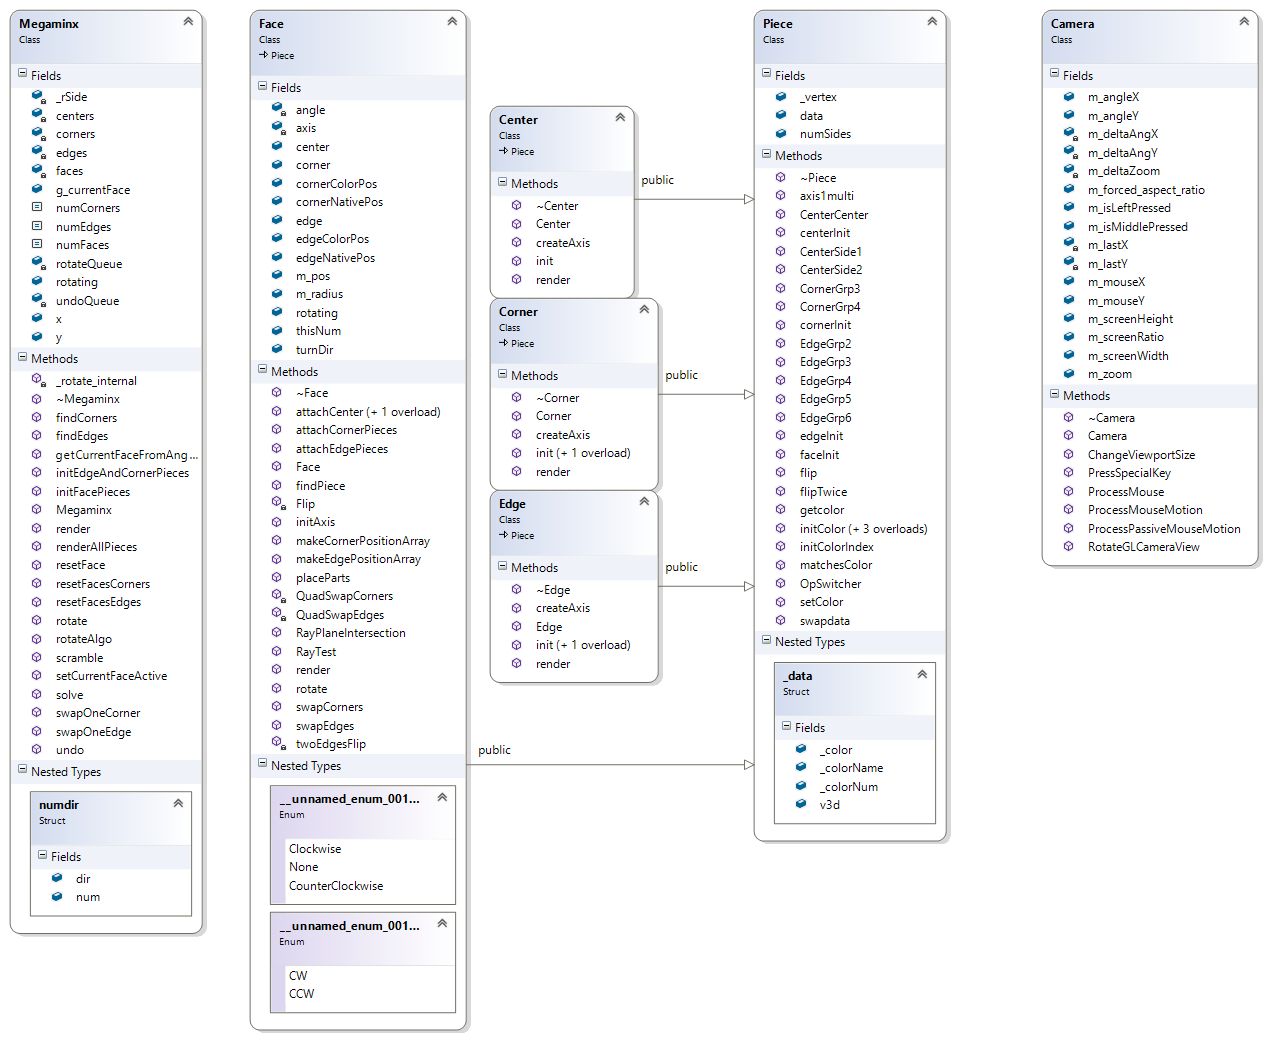 Megaminx
Class
Fields
_rSide
centers
corners
edges
faces
g_currentFace
numCorners
numEdges
numFaces
rotateQueue
rotating
undoQueue
x
y
Methods
_rotate_internal
~Megaminx
findCorners
findEdges
getCurrentFaceFromAng...
initEdgeAndCornerPieces
initFacePieces
Megaminx
render
renderAllPieces
resetFace
resetFacesCorners
resetFacesEdges
rotate
rotateAlgo
scramble
setCurrentFaceActive
solve
swapOneCorner
swapOneEdge
undo
Nested Types
numdir
Struct
Fields
dir
num
Face
Class
Piece
Fields
angle
axis
center
corner
cornerColorPos
cornerNativePos
edge
edgeColorPos
edgeNativePos
m_pos
m_radius
rotating
thisNum
turnDir
Methods
~Face
attachCenter (+ 1 overload)
attachCornerPieces
attachEdgePieces
Face
findPiece
Flip
initAxis
makeCornerPositionArray
makeEdgePositionArray
placeParts
QuadSwapCorners
QuadSwapEdges
RayPlaneIntersection
RayTest
render
rotate
swapCorners
swapEdges
twoEdgesFlip
Nested Types
__unnamed_enum_001...
Enum
Clockwise
None
CounterClockwise
__unnamed_enum_001...
Enum
CW
CCW
Center
Class
Piece
Methods
~Center
Center
createAxis
init
render
public
Corner
Class
Piece
Methods
~Corner
Corner
createAxis
init (+ 1 overload)
render
public
Edge
Class
Piece
Methods
~Edge
createAxis
Edge
init (+ 1 overload)
render
public
public
Piece
Class
Fields
_vertex
data
numSides
Methods
~Piece
axis1multi
CenterCenter
centerInit
CenterSide1
CenterSide2
CornerGrp3
CornerGrp4
cornerInit
EdgeGrp2
EdgeGrp3
EdgeGrp4
EdgeGrp5
EdgeGrp6
edgeInit
faceInit
flip
flipTwice
getcolor
initColor (+ 3 overloads)
initColorIndex
matchesColor
OpSwitcher
setColor
swapdata
Nested Types
_data
Struct
Fields
_color
_colorName
_colorNum
v3d
Camera
Class
Fields
m_angleX
m_angleY
m_deltaAngX
m_deltaAngY
m_deltaZoom
m_forced_aspect_ratio
m_isLeftPressed
m_isMiddlePressed
m_lastX
m_lastY
m_mouseX
m_mouseY
m_screenHeight
m_screenRatio
m_screenWidth
m_zoom
Methods
~Camera
Camera
ChangeViewportSize
PressSpecialKey
ProcessMouse
ProcessMouseMotion
ProcessPassiveMouseMotion
RotateGLCameraView